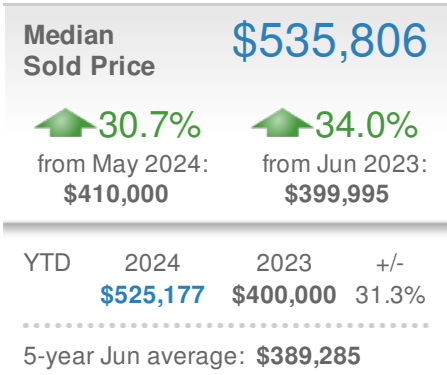 Median
Sold Price
$535,806
30.7%
34.0%
from May 2024:
from Jun 2023:
$410,000
$399,995
YTD 2024 2023 +/-
$525,177 $400,000 31.3%
5-year Jun average: $389,285